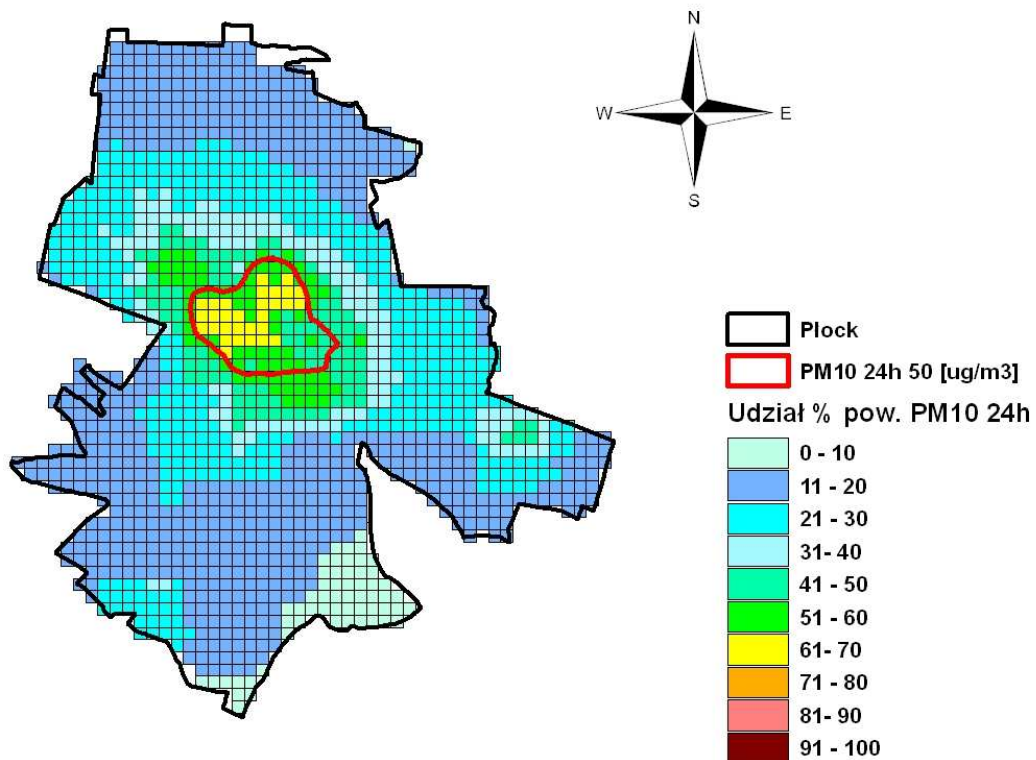 N
W
E
S
Plock
PM10 24h 50 [ug/m3]
Udział % pow. PM10 24h
0 - 10
11 - 20
21 - 30
31- 40
41 - 50
51 - 60
61- 70
71 - 80
81- 90
91 - 100